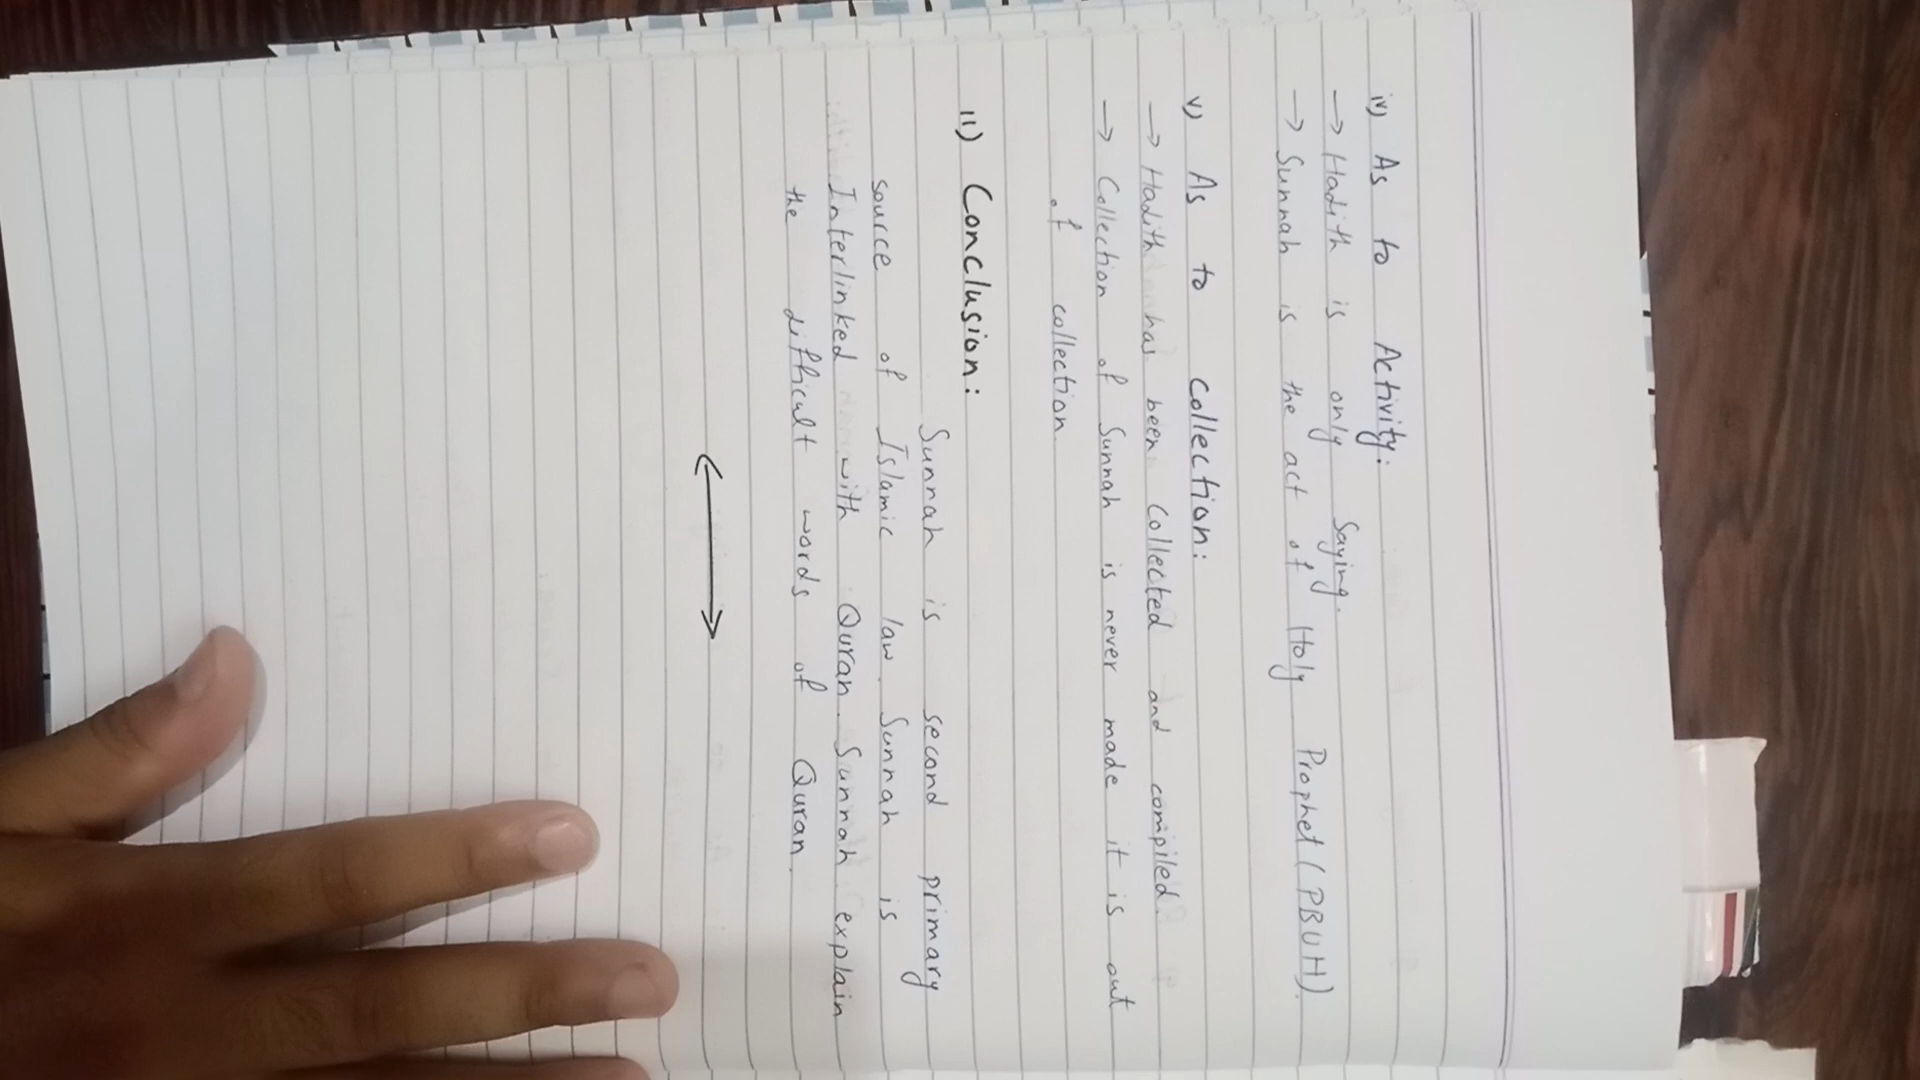 iv) As to Activity:
→ Hadith is only saying.
→ Sunnah is the act of Holy Prophet (PBUH).
v) As to collection:
→ Hadith has been collected and compiled.
→ Collection of Sunnah is never made it is out
of collection.
11) Conclusion:
Sunnah is second primary
source of Islamic law. Sunnah is
Interlinked with Quran. Sunnah explain
the difficult words of Quran.